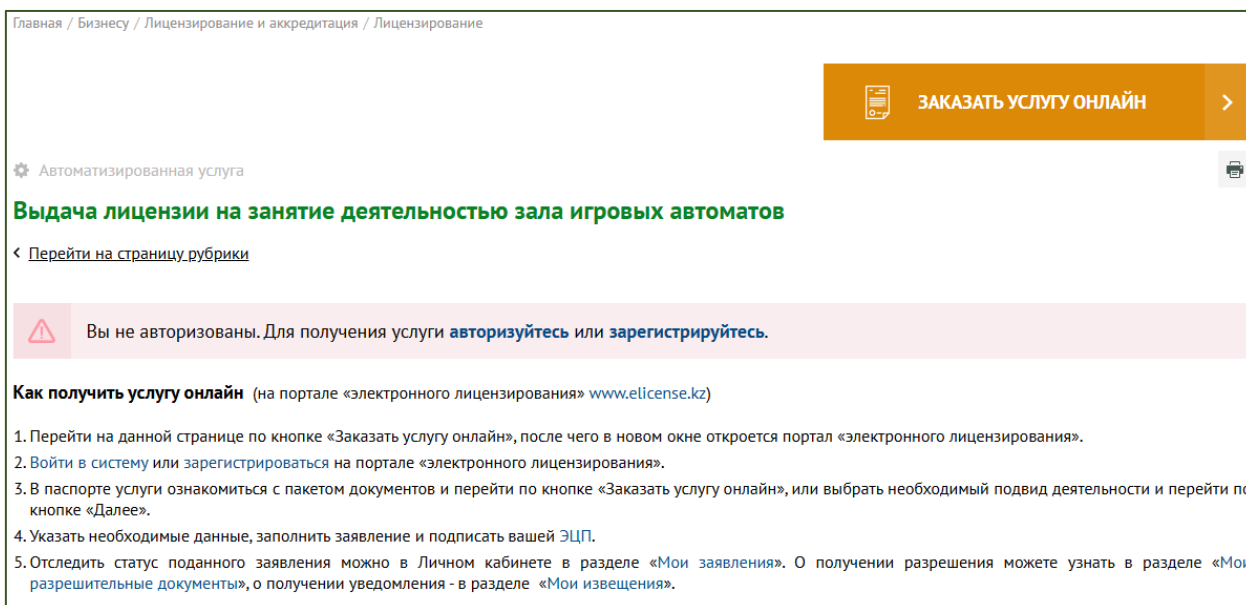 Главная / Бизнесу / Лицензирование и аккредитация / Лицензирование
ЗАКАЗАТЬ УСЛУГУ ОНЛАЙН
Автоматизированная услуга
Выдача лицензии на занятие деятельностью зала игровых автоматов
Перейти на страницу рубрики
Вы не авторизованы. Для получения услуги авторизуйтесь или зарегистрируйтесь.
Как получить услугу онлайн (на портале «электронного лицензирования» www.elicense.kz)
1. Перейти на данной странице по кнопке «Заказать услугу онлайн», после чего в новом окне откроется портал «электронного лицензирования».
2. Войти в систему или зарегистрироваться на портале «электронного лицензирования».
3. В паспорте услуги ознакомиться с пакетом документов и перейти по кнопке «Заказать услугу онлайн», или выбрать необходимый подвид деятельности и перейти по
кнопке «Далее».
4. Указать необходимые данные, заполнить заявление и подписать вашей ЭЦП.
5. Отследить статус поданного заявления можно в Личном кабинете в разделе «Мои заявления». О получении разрешения можете узнать в разделе «Мои
разрешительные документы», о получении уведомления - в разделе «Мои извещения».